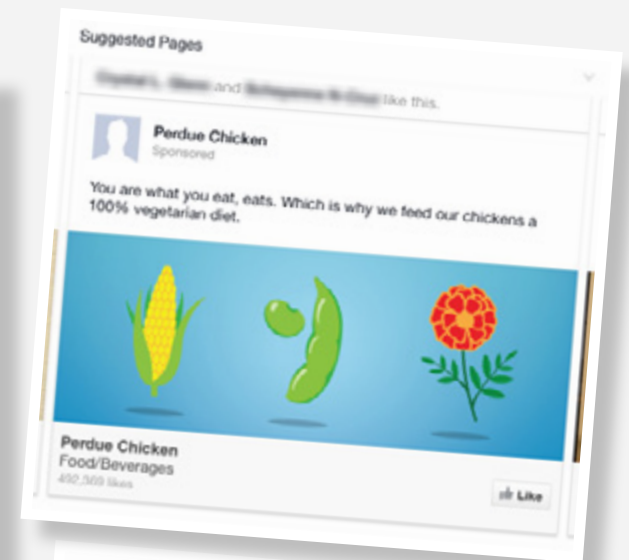 Suggested Pages
and like this.
Perdue Chicken
Sponsored
You are what you eat, eats. Which is why we feed our chickens a
100% vegetarian diet.
Perdue Chicken
Food/Beverages
likes
Like